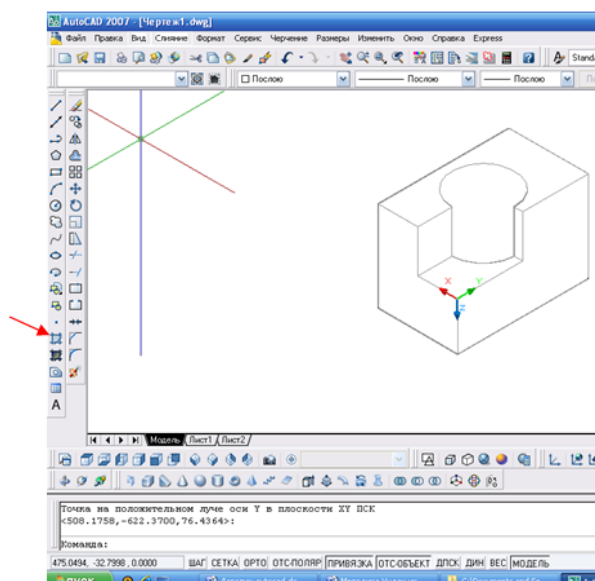 AutoCAD 2007 - [Чертеж1.dwg]
Файл Правка Вид Слияние Формат Сервис Черчение Размеры Изменить Окно Справка Express
Standa
Послою Послою Послою
X Y
Z
A
Модель Лист1 Лист2
Точка на положительном луче оси Y в плоскости XY ПСК
<508.1758,-622.3700,76.4364>:
Команда:
475.0494, -32.7998 , 0.0000 ШАГ СЕТКА ОРТО ОТС-ПОЛЯР ПРИВЯЗКА ОТС-ОБЪЕКТ ДПСК ДИН ВЕС МОДЕЛЬ